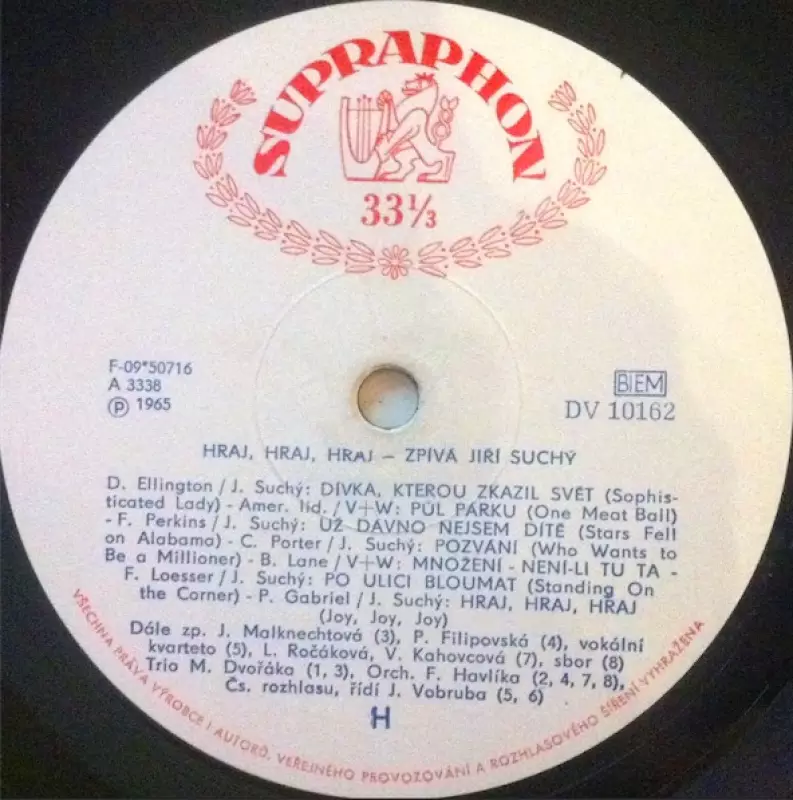 SUPRAPHON
33⅓
F-09*50716
A 3338
Ⓟ 1965
BIEM
DV 10162
HRAJ, HRAJ, HRAJ – ZPÍVÁ JIŘÍ SUCHÝ
D. Ellington / J. Suchý: DÍVKA, KTEROU ZKAZIL SVĚT (Sophis-
ticated Lady) - Amer. lid. / V+W: PŮL PÁRKU (One Meat Ball)
- F. Perkins / J. Suchý: UŽ DÁVNO NEJSEM DÍTĚ (Stars Fell
on Alabama) - C. Porter / J. Suchý: POZVÁNÍ (Who Wants to
Be a Millioner) - B. Lane / V+W: MNOŽENÍ - NENÍ-LI TU TA -
F. Loesser / J. Suchý: PO ULICI BLOUMAT (Standing On
the Corner) - P. Gabriel / J. Suchý: HRAJ, HRAJ, HRAJ
(Joy, Joy, Joy)
Dále zp. J. Malknechtová (3), P. Filipovská (4), vokální
kvarteto (5), L. Ročáková, V. Kahovcová (7), sbor (8)
Trio M. Dvořáka (1, 3), Orch. F. Havlíka (2, 4, 7, 8),
Čs. rozhlasu, řídí J. Vobruba (5, 6)
H
VŠECHNA PRÁVA VÝROBCE I AUTORŮ, VEŘEJNÉHO PROVOZOVÁNÍ A ROZHLASOVÉHO ŠÍŘENÍ VYHRAŽENA